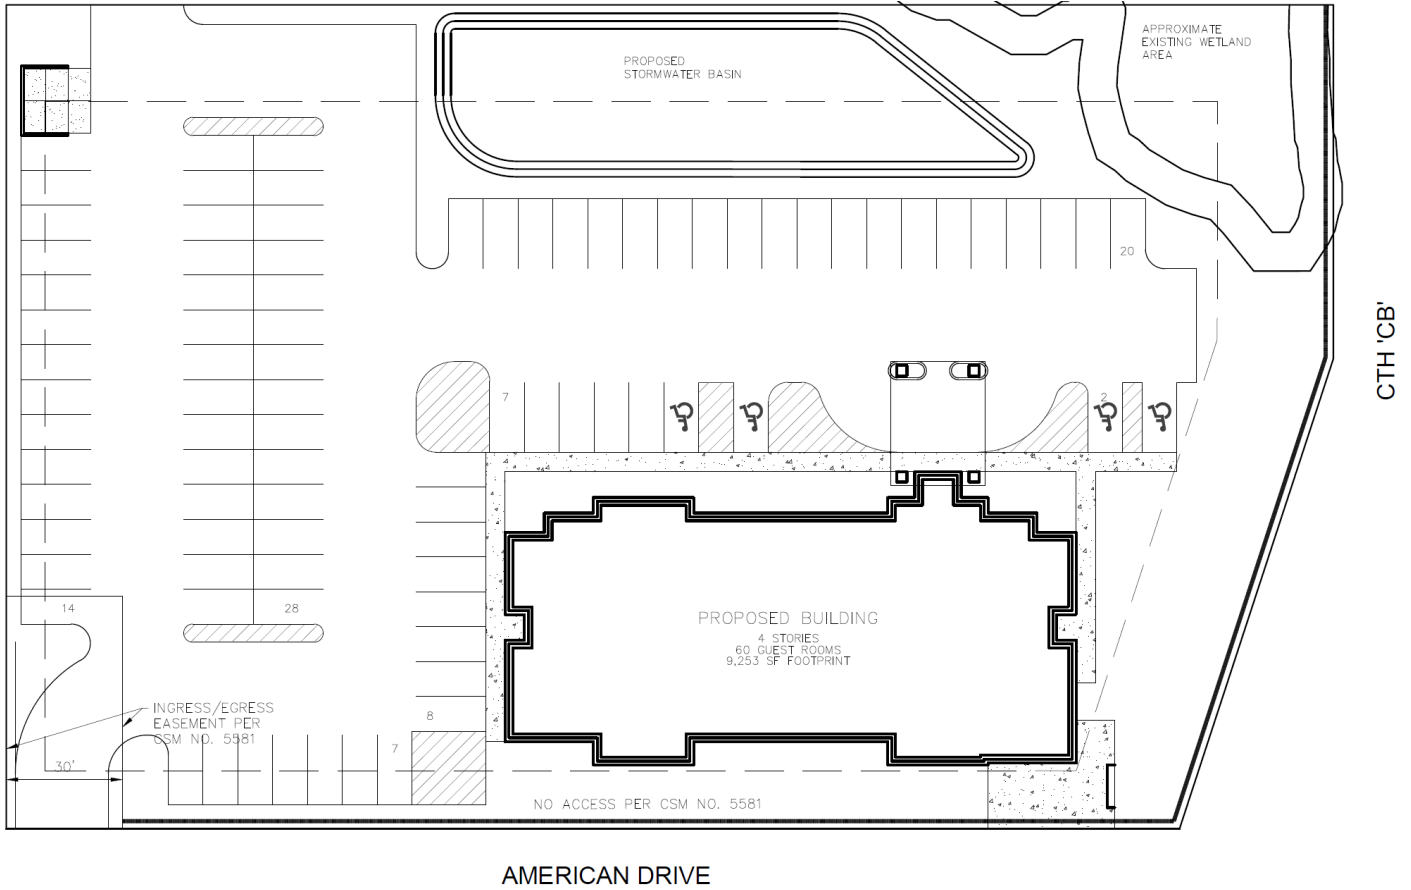 PROPOSED
STORMWATER BASIN
APPROXIMATE
EXISTING WETLAND
AREA
20
CTH 'CB'
7
2
14
28
PROPOSED BUILDING
4 STORIES
60 GUEST ROOMS
9,253 SF FOOTPRINT
INGRESS/EGRESS
EASEMENT PER
CSM NO. 5581
8
7
30'
NO ACCESS PER CSM NO. 5581
AMERICAN DRIVE